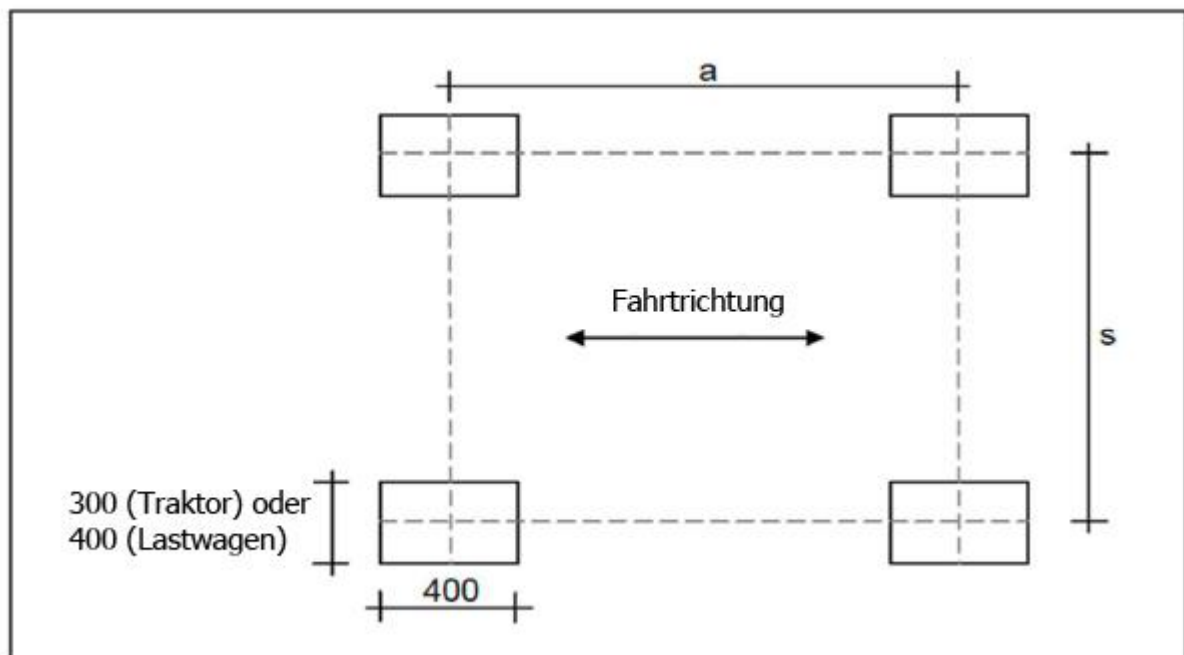 a
Fahrtrichtung
s
300 (Traktor) oder
400 (Lastwagen)
400